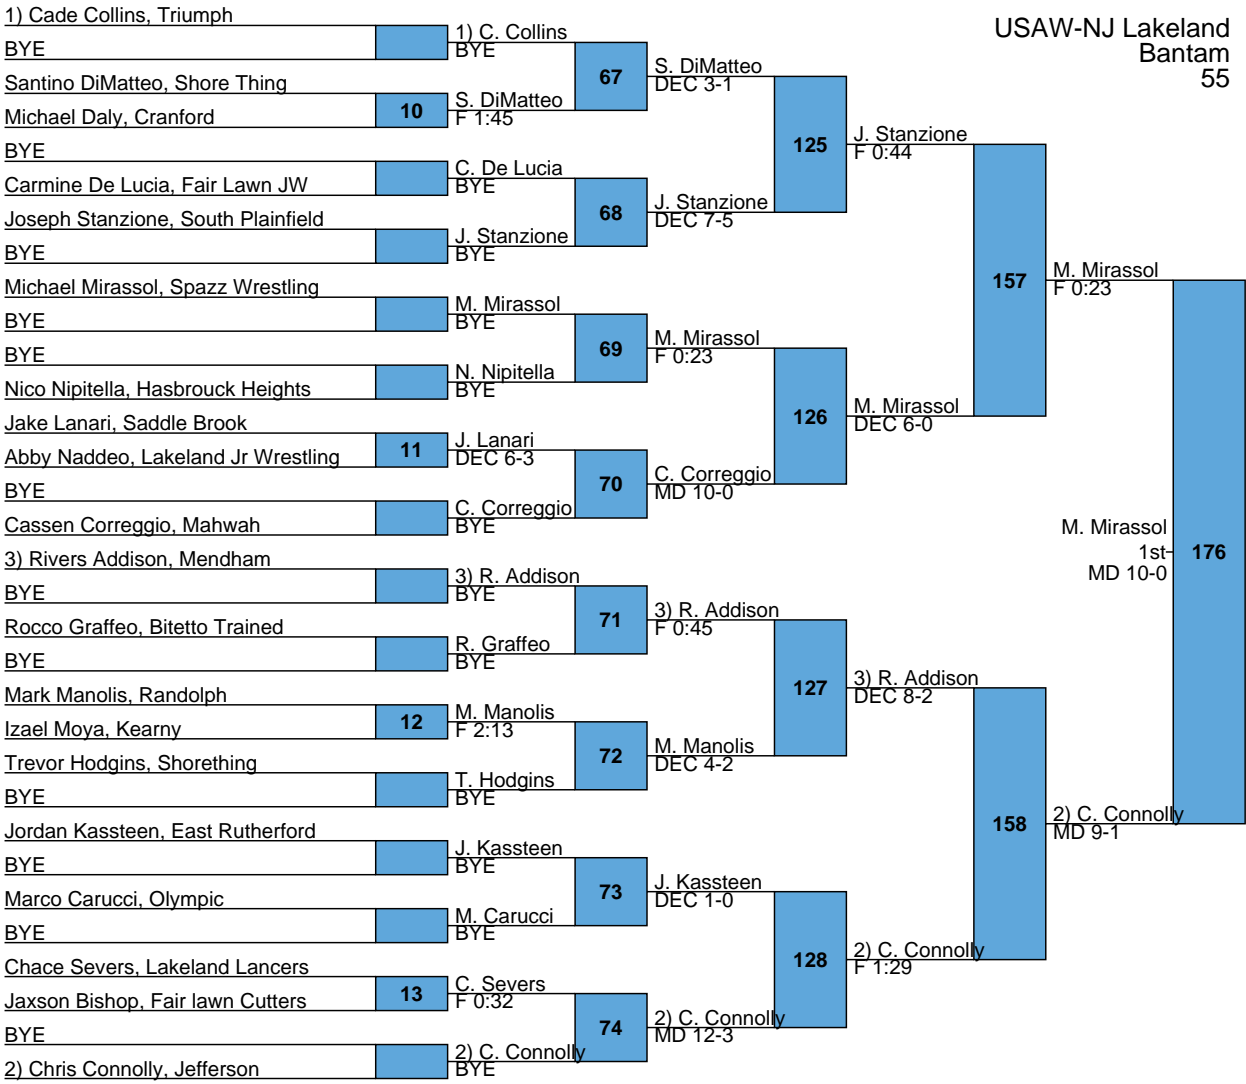 USAW-NJ Lakeland
Bantam
55
1) Cade Collins, Triumph
BYE
Santino DiMatteo, Shore Thing
Michael Daly, Cranford
BYE
Carmine De Lucia, Fair Lawn JW
Joseph Stanzione, South Plainfield
BYE
Michael Mirassol, Spazz Wrestling
BYE
BYE
Nico Nipitella, Hasbrouck Heights
Jake Lanari, Saddle Brook
Abby Naddeo, Lakeland Jr Wrestling
BYE
Cassen Correggio, Mahwah
3) Rivers Addison, Mendham
BYE
Rocco Graffeo, Bitetto Trained
BYE
Mark Manolis, Randolph
Izael Moya, Kearny
Trevor Hodgins, Shorething
BYE
Jordan Kassteen, East Rutherford
BYE
Marco Carucci, Olympic
BYE
Chace Severs, Lakeland Lancers
Jaxson Bishop, Fair lawn Cutters
BYE
2) Chris Connolly, Jefferson
10
11
12
13
1) C. Collins
BYE
S. DiMatteo
F 1:45
C. De Lucia
BYE
J. Stanzione
BYE
M. Mirassol
BYE
N. Nipitella
BYE
J. Lanari
DEC 6-3
C. Correggio
BYE
3) R. Addison
BYE
R. Graffeo
BYE
M. Manolis
F 2:13
T. Hodgins
BYE
J. Kassteen
BYE
M. Carucci
BYE
C. Severs
F 0:32
2) C. Connolly
BYE
67
68
69
70
71
72
73
74
S. DiMatteo
DEC 3-1
J. Stanzione
DEC 7-5
M. Mirassol
F 0:23
C. Correggio
MD 10-0
3) R. Addison
F 0:45
M. Manolis
DEC 4-2
J. Kassteen
DEC 1-0
2) C. Connolly
MD 12-3
125
126
127
128
J. Stanzione
F 0:44
M. Mirassol
DEC 6-0
3) R. Addison
DEC 8-2
2) C. Connolly
F 1:29
157
158
M. Mirassol
F 0:23
2) C. Connolly
MD 9-1
176
M. Mirassol
1st
MD 10-0